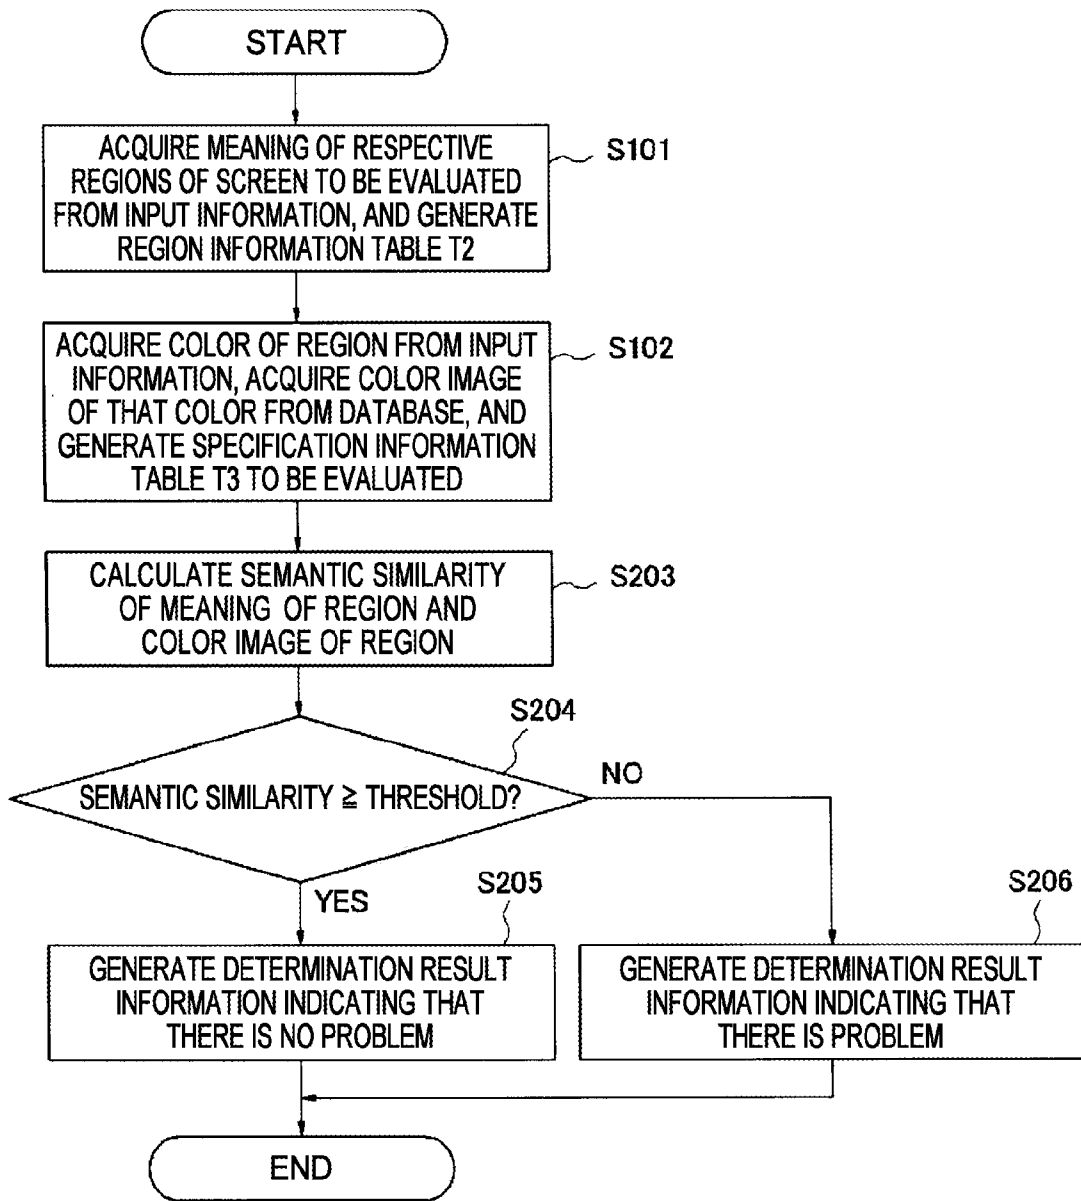 START
ACQUIRE MEANING OF RESPECTIVE
REGIONS OF SCREEN TO BE EVALUATED
FROM INPUT INFORMATION, AND GENERATE
REGION INFORMATION TABLE T2
S101
ACQUIRE COLOR OF REGION FROM INPUT
INFORMATION, ACQUIRE COLOR IMAGE
OF THAT COLOR FROM DATABASE, AND
GENERATE SPECIFICATION INFORMATION
TABLE T3 TO BE EVALUATED
S102
CALCULATE SEMANTIC SIMILARITY
OF MEANING OF REGION AND
COLOR IMAGE OF REGION
S203
S204
SEMANTIC SIMILARITY ≧ THRESHOLD?
NO
YES
S205
GENERATE DETERMINATION RESULT
INFORMATION INDICATING THAT
THERE IS NO PROBLEM
S206
GENERATE DETERMINATION RESULT
INFORMATION INDICATING THAT
THERE IS PROBLEM
END